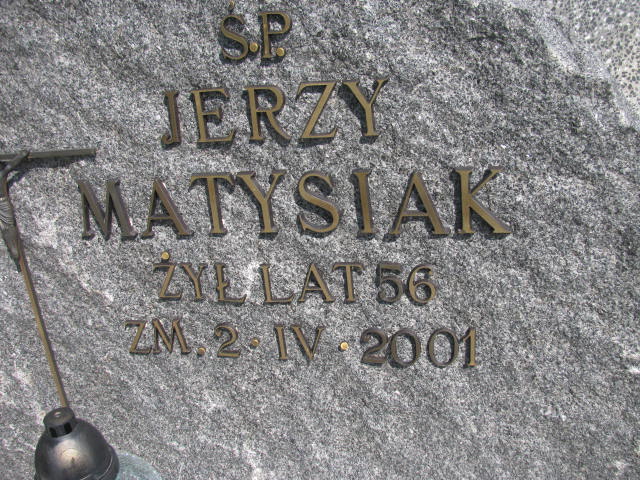 Ś.P.
JERZY
MATYSIAK
ŻYŁ LAT 56
ZM. 2 · IV · 2001